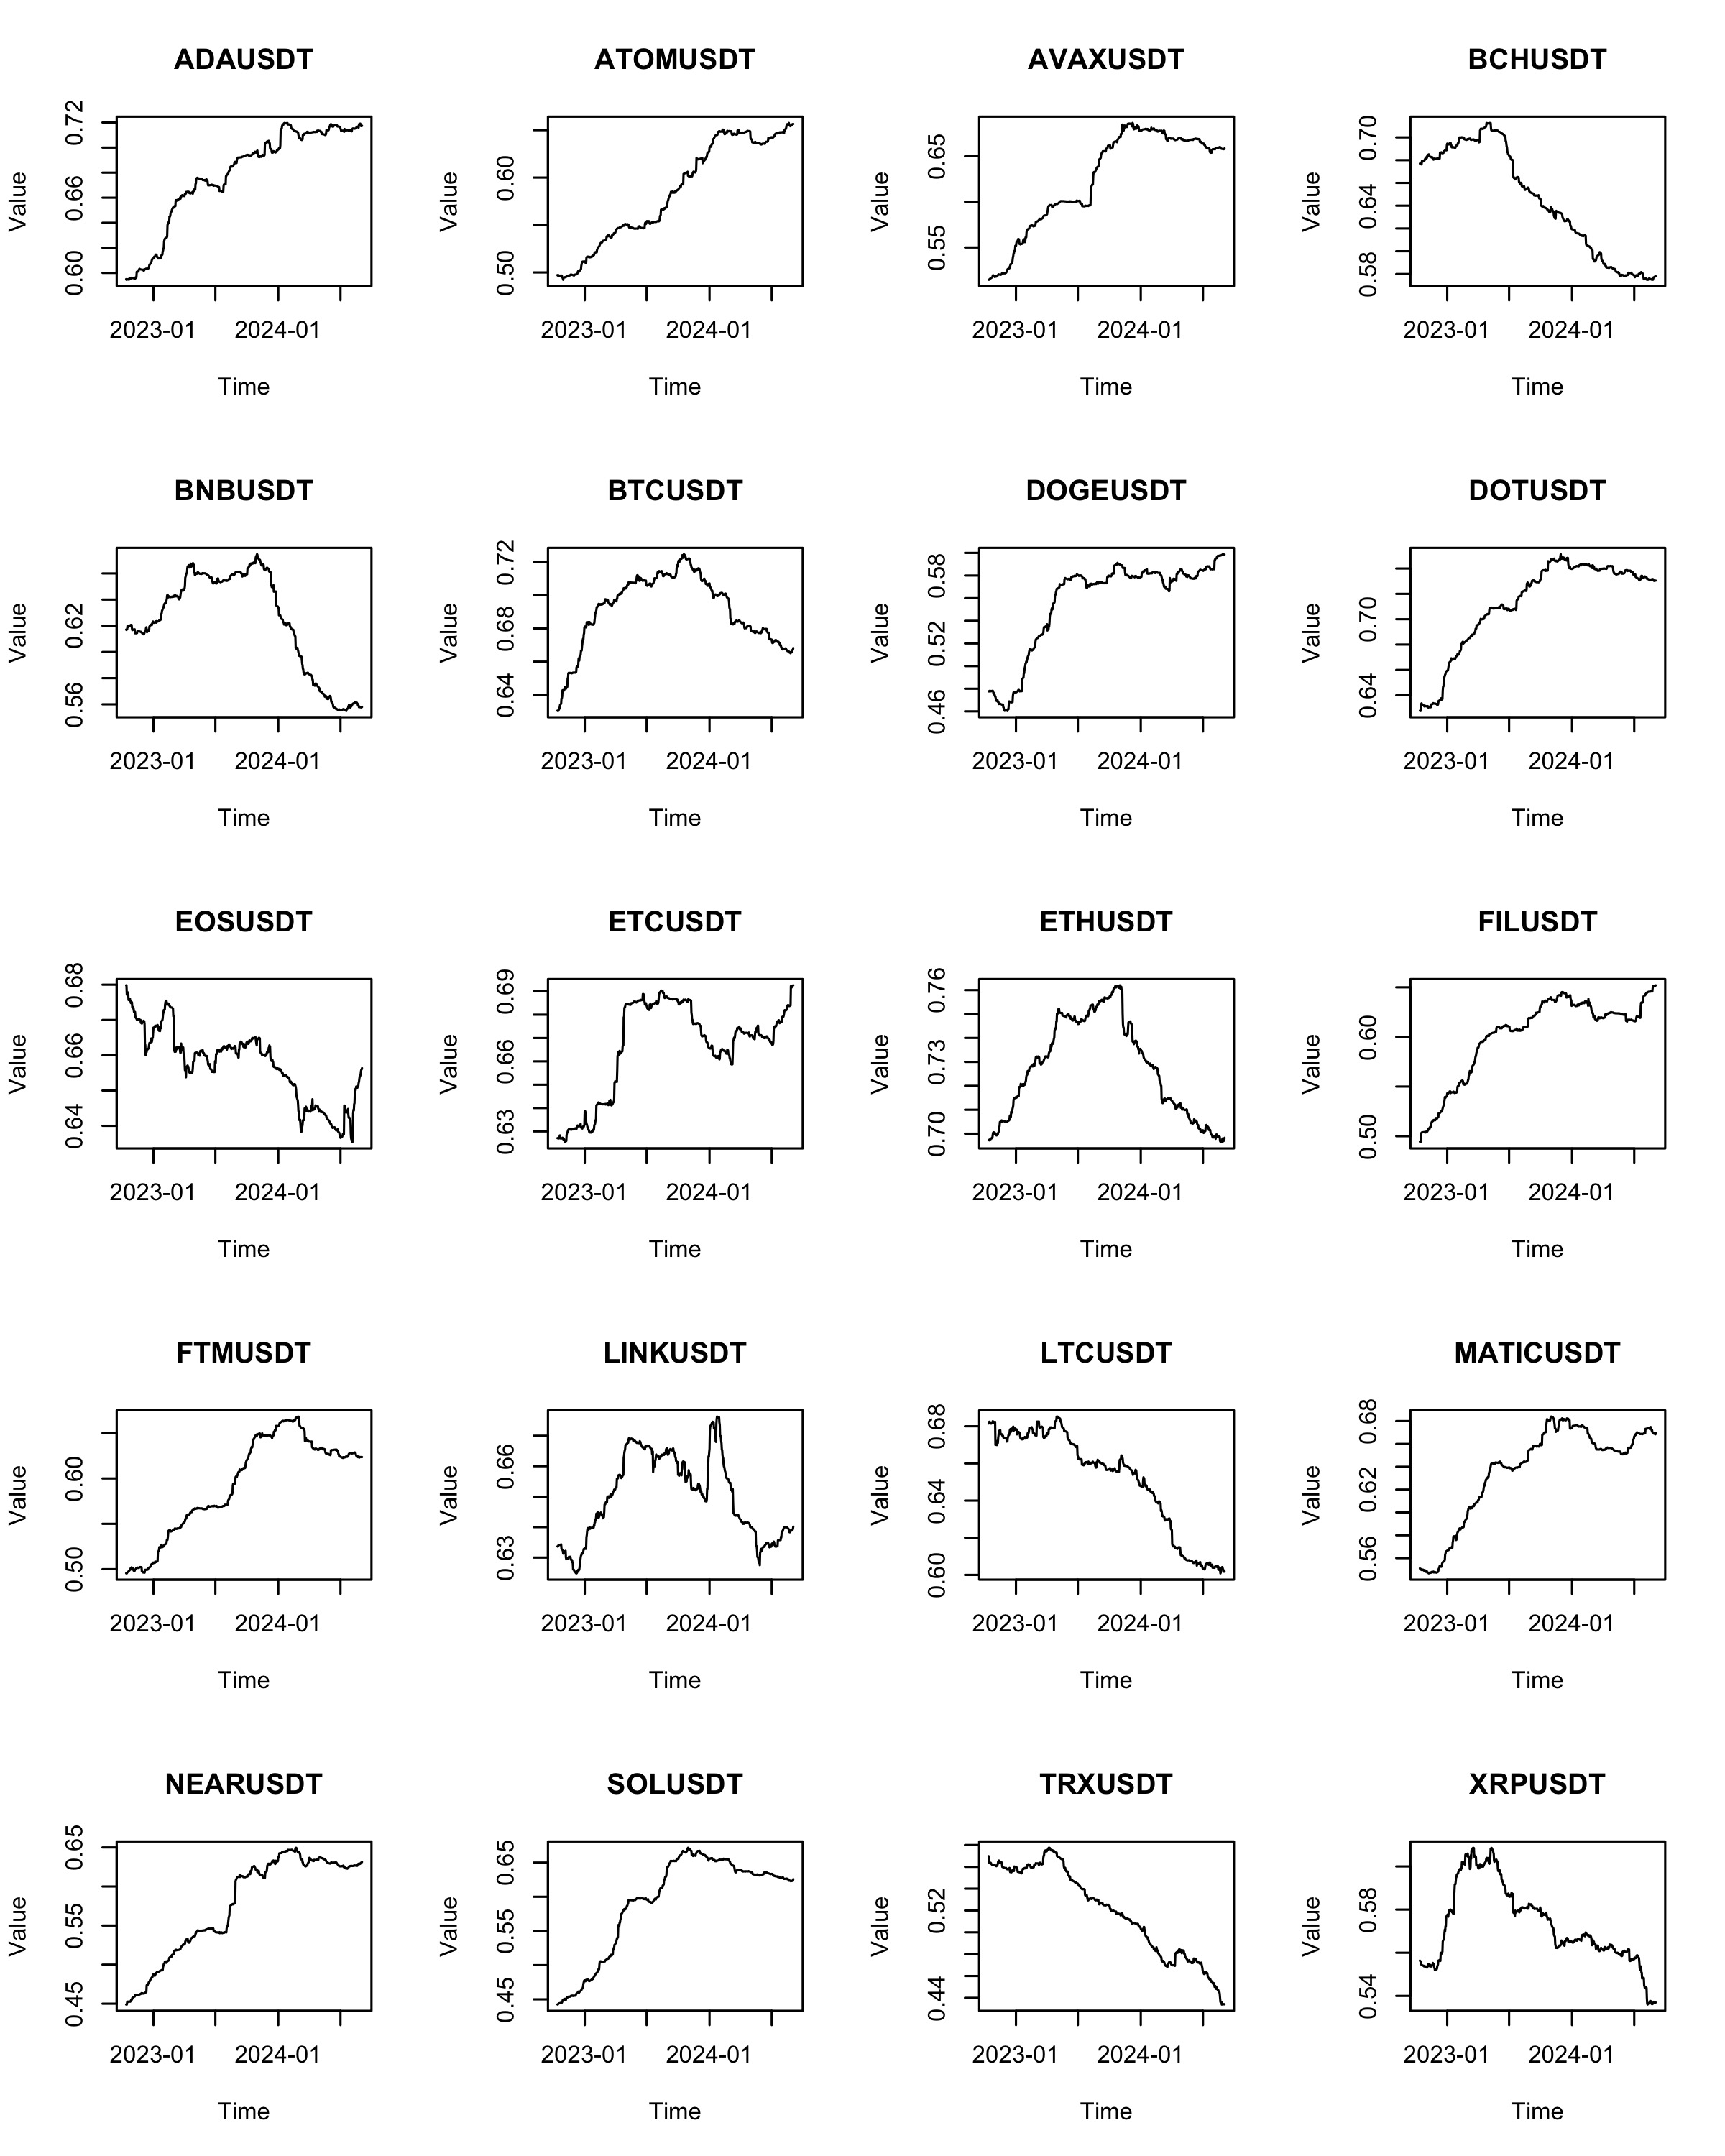 ADAUSDT
ATOMUSDT
AVAXUSDT
BCHUSDT
Value
0.60 0.66 0.72
2023-01 2024-01
Time
Value
0.50 0.60
2023-01 2024-01
Time
Value
0.55 0.65
2023-01 2024-01
Time
Value
0.58 0.64 0.70
2023-01 2024-01
Time
BNBUSDT
BTCUSDT
DOGEUSDT
DOTUSDT
Value
0.56 0.62
2023-01 2024-01
Time
Value
0.64 0.68 0.72
2023-01 2024-01
Time
Value
0.46 0.52 0.58
2023-01 2024-01
Time
Value
0.64 0.70
2023-01 2024-01
Time
EOSUSDT
ETCUSDT
ETHUSDT
FILUSDT
Value
0.64 0.66 0.68
2023-01 2024-01
Time
Value
0.63 0.66 0.69
2023-01 2024-01
Time
Value
0.70 0.73 0.76
2023-01 2024-01
Time
Value
0.50 0.60
2023-01 2024-01
Time
FTMUSDT
LINKUSDT
LTCUSDT
MATICUSDT
Value
0.50 0.60
2023-01 2024-01
Time
Value
0.63 0.66
2023-01 2024-01
Time
Value
0.60 0.64 0.68
2023-01 2024-01
Time
Value
0.56 0.62 0.68
2023-01 2024-01
Time
NEARUSDT
SOLUSDT
TRXUSDT
XRPUSDT
Value
0.45 0.55 0.65
2023-01 2024-01
Time
Value
0.45 0.55 0.65
2023-01 2024-01
Time
Value
0.44 0.52
2023-01 2024-01
Time
Value
0.54 0.58
2023-01 2024-01
Time